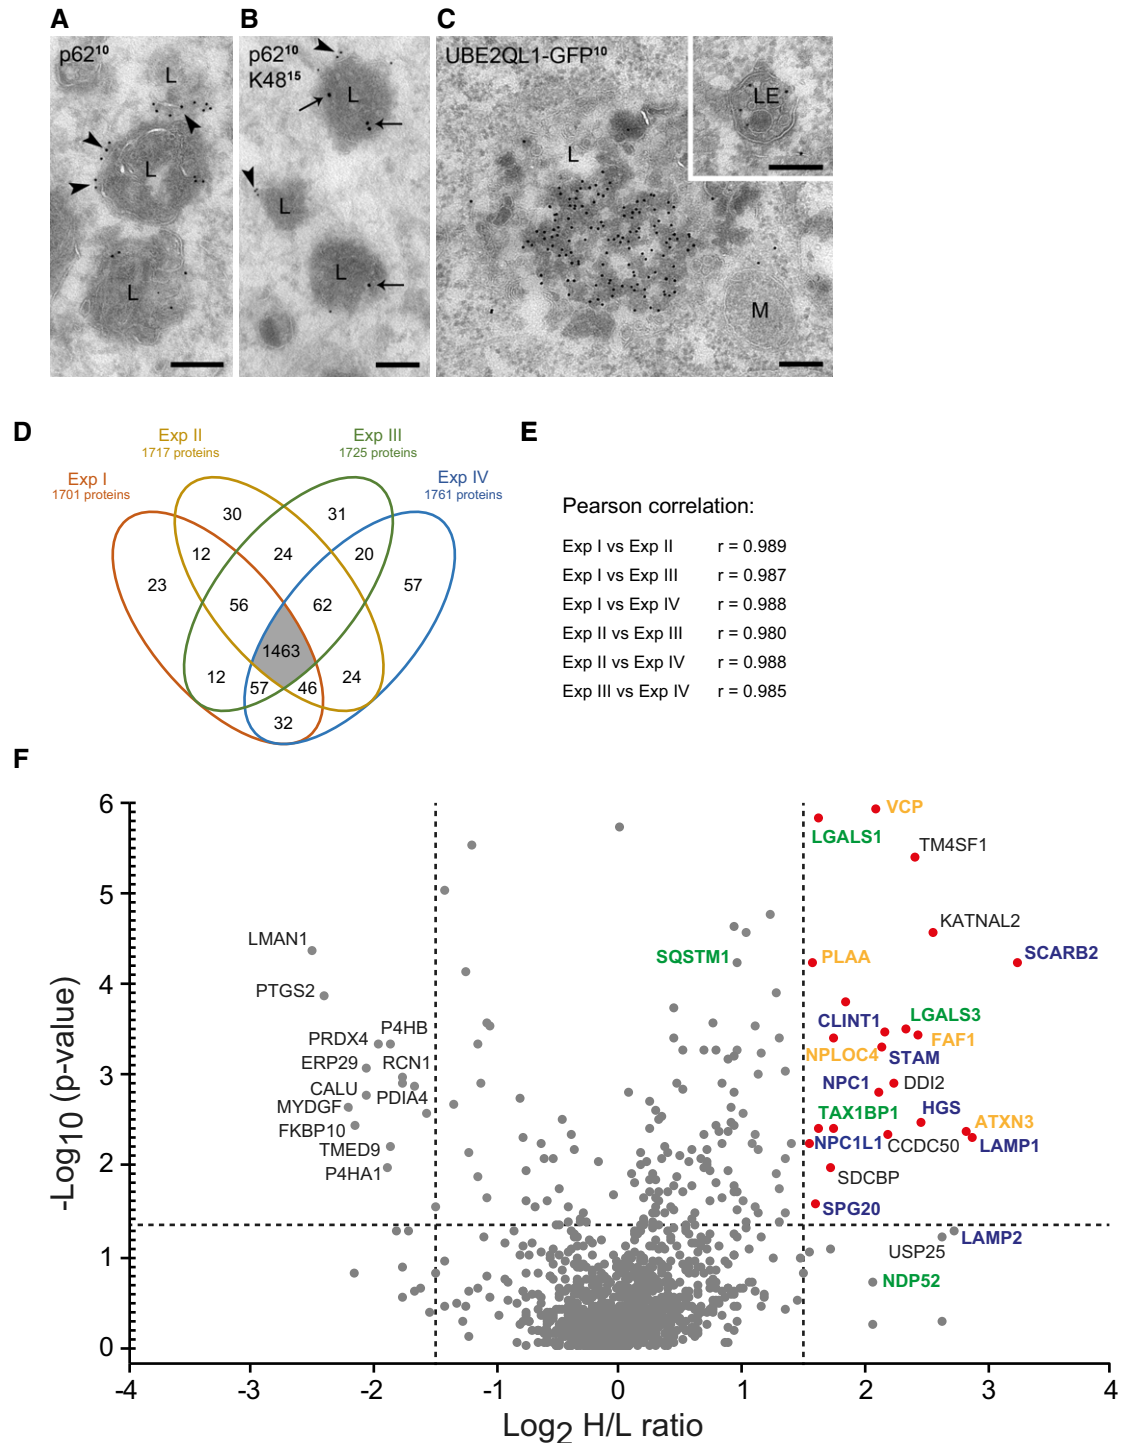 A
B
C
p62¹⁰
L
L
L
p62¹⁰
K48¹⁵
L
L
L
UBE2QL1-GFP¹⁰
L
M
LE
D
Exp I
1701 proteins
Exp II
1717 proteins
Exp III
1725 proteins
Exp IV
1761 proteins
30
31
12
24
20
23
57
56
62
1463
12
57
46
24
32
E
Pearson correlation:
Exp I vs Exp II r = 0.989
Exp I vs Exp III r = 0.987
Exp I vs Exp IV r = 0.988
Exp II vs Exp III r = 0.980
Exp II vs Exp IV r = 0.988
Exp III vs Exp IV r = 0.985
F
-Log10 (p-value)
6
5
4
3
2
1
0
VCP
LGALS1
TM4SF1
KATNAL2
LMAN1
SCARB2
SQSTM1
PLAA
PTGS2
CLINT1
LGALS3
P4HB
PRDX4
FAF1
NPLOC4
STAM
ERP29
RCN1
NPC1
DDI2
CALU
PDIA4
MYDGF
TAX1BP1
HGS
ATXN3
FKBP10
NPC1L1
CCDC50
LAMP1
TMED9
P4HA1
SDCBP
SPG20
LAMP2
USP25
NDP52
-4
-3
-2
-1
0
1
2
3
4
Log2 H/L ratio